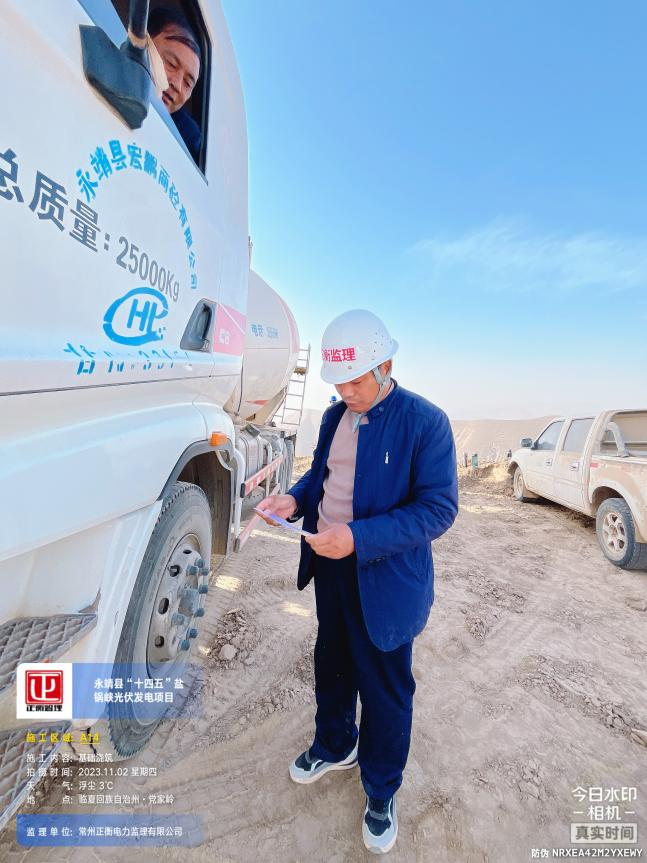 永靖县宏鹏商砼有限公司
总质量：25000Kg
HL
正衡监理
正衡监理
永靖县“十四五”盐
锅峡光伏发电项目
施工区域：A14
施工内容：基础浇筑
拍摄时间：2023.11.02 星期四
天气：浮尘 3℃
地点：临夏回族自治州·党家岭
监理单位：常州正衡电力监理有限公司
今日水印
相机
真实时间
防伪 NRXEA42M2YXEWY